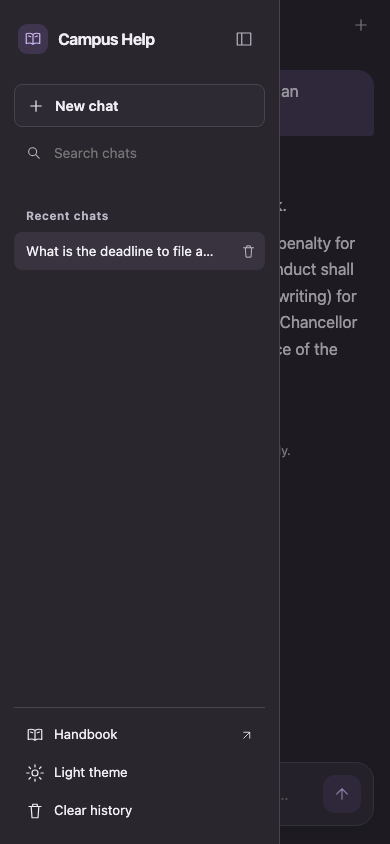 Campus Help
New chat
Search chats
Recent chats
What is the deadline to file a...
Handbook
Light theme
Clear history
an
k.
penalty for
nduct shall
writing) for
Chancellor
ce of the
y.
...